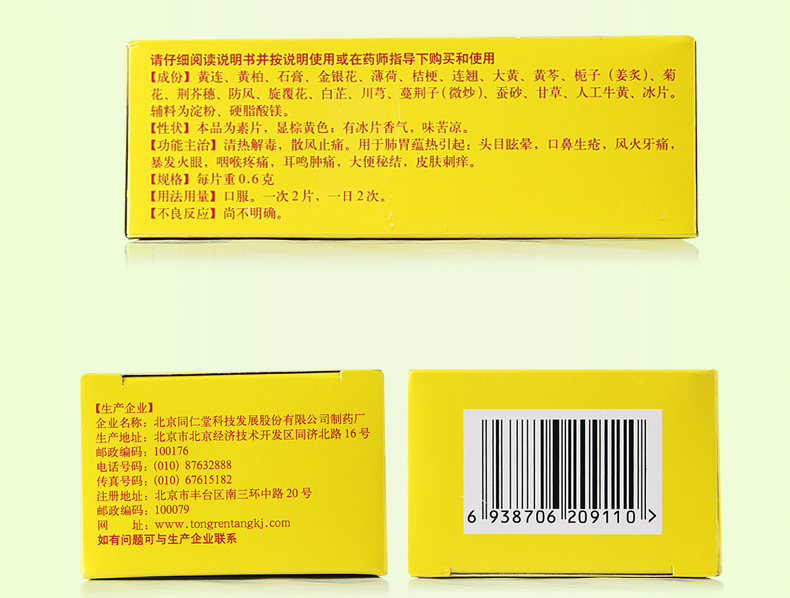 请仔细阅读说明书并按说明使用或在药师指导下购买和使用
【成份】黄连、黄柏、石膏、金银花、薄荷、桔梗、连翘、大黄、黄芩、栀子(姜炙)、菊
花、荆芥穗、防风、旋覆花、白芷、川芎、蔓荆子(微炒)、蚕砂、甘草、人工牛黄、冰片。
辅料为淀粉、硬脂酸镁。
【性状】本品为素片，显棕黄色；有冰片香气，味苦凉。
【功能主治】清热解毒，散风止痛。用于肺胃蕴热引起：头目眩晕，口鼻生疮，风火牙痛，
暴发火眼，咽喉疼痛，耳鸣肿痛，大便秘结，皮肤刺痒。
【规格】每片重0.6克
【用法用量】口服。一次2片，一日2次。
【不良反应】尚不明确。
【生产企业】
企业名称：北京同仁堂科技发展股份有限公司制药厂
生产地址：北京市北京经济技术开发区同济北路16号
邮政编码：100176
电话号码：(010) 87632888
传真号码：(010) 67615182
注册地址：北京市丰台区南三环中路20号
邮政编码：100079
网　　址：www.tongrentangkj.com
如有问题可与生产企业联系
6 938706 209110 >